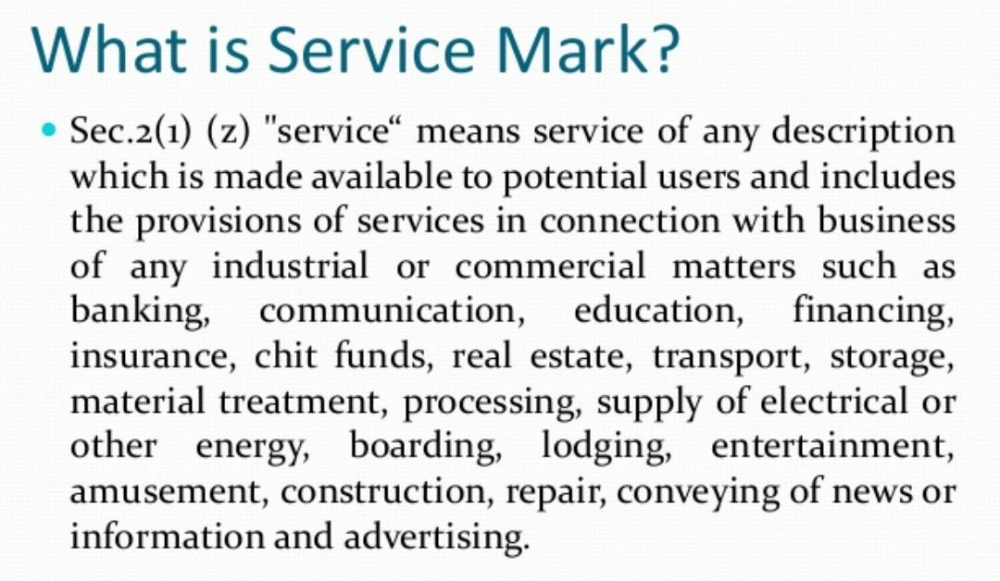 What is Service Mark?
• Sec.2(1) (z) "service“ means service of any description
which is made available to potential users and includes
the provisions of services in connection with business
of any industrial or commercial matters such as
banking, communication, education, financing,
insurance, chit funds, real estate, transport, storage,
material treatment, processing, supply of electrical or
other energy, boarding, lodging, entertainment,
amusement, construction, repair, conveying of news or
information and advertising.